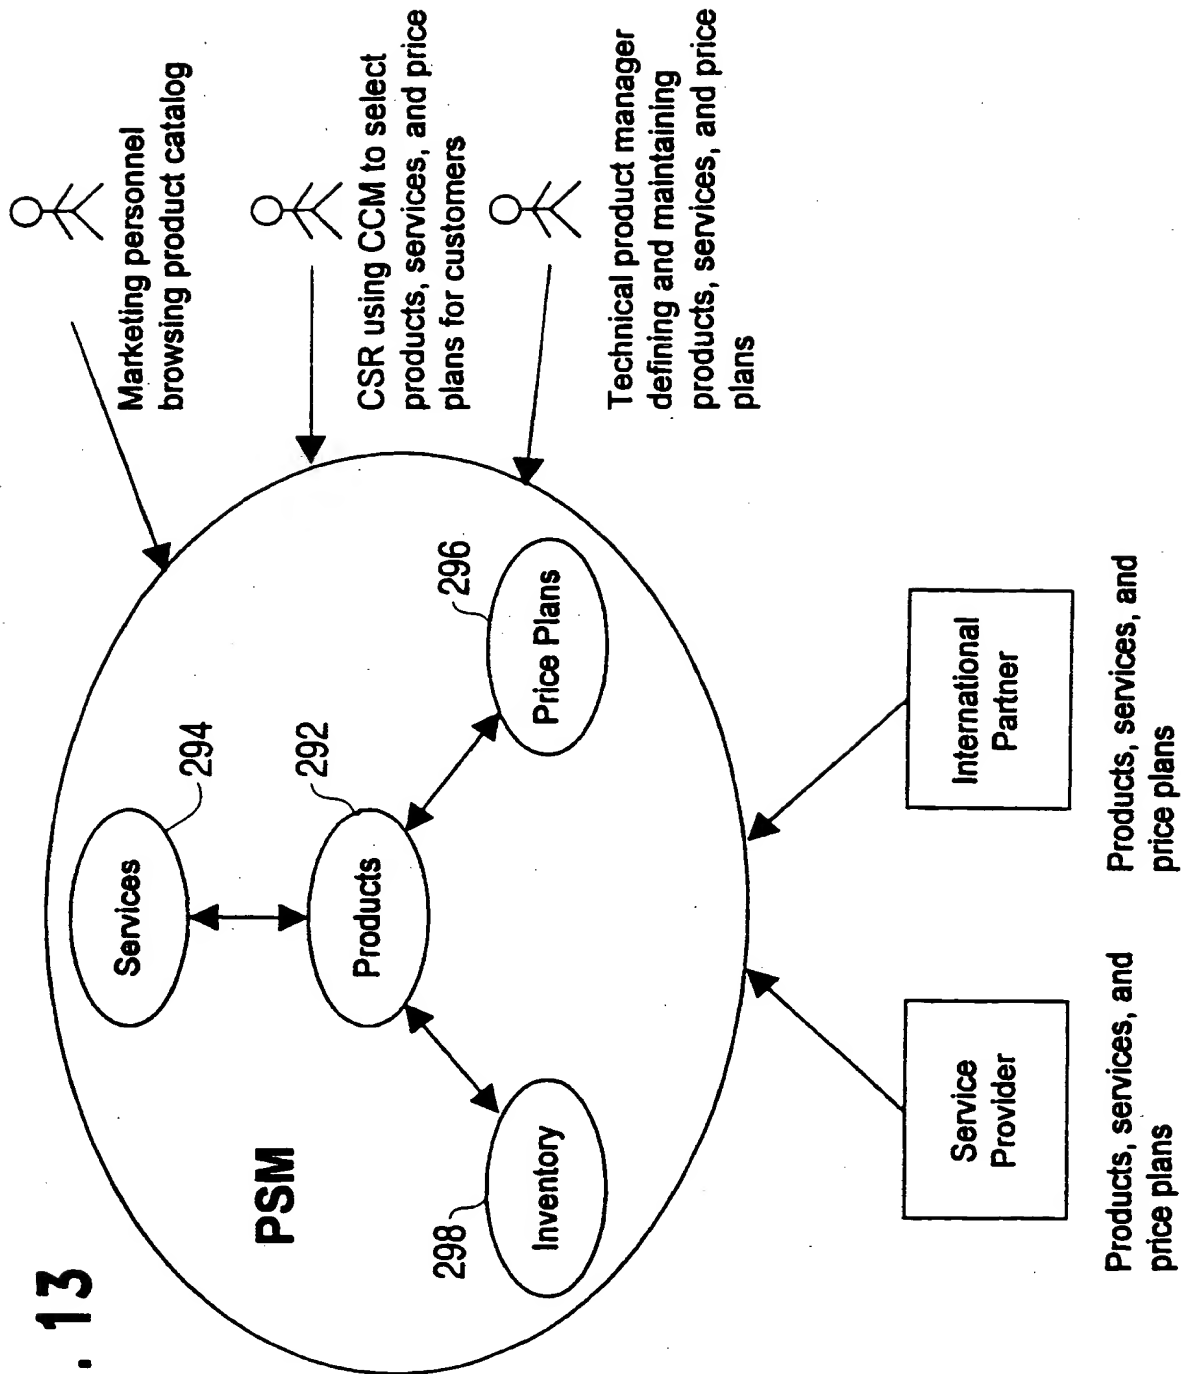 . 13
PSM
Services
294
Products
292
Price Plans
296
Inventory
298
Marketing personnel
browsing product catalog
CSR using CCM to select
products, services, and price
plans for customers
Technical product manager
defining and maintaining
products, services, and price
plans
Service
Provider
Products, services, and
price plans
International
Partner
Products, services, and
price plans